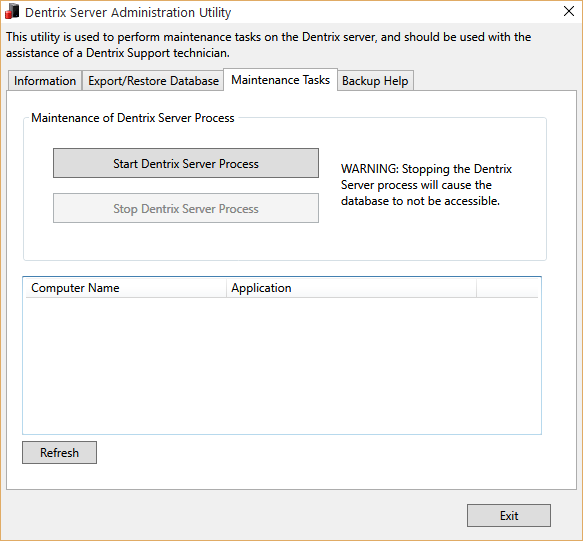 Dentrix Server Administration Utility
This utility is used to perform maintenance tasks on the Dentrix server, and should be used with the
assistance of a Dentrix Support technician.
Information Export/Restore Database Maintenance Tasks Backup Help
Maintenance of Dentrix Server Process
Start Dentrix Server Process
Stop Dentrix Server Process
WARNING: Stopping the Dentrix
Server process will cause the
database to not be accessible.
Computer Name Application
Refresh
Exit